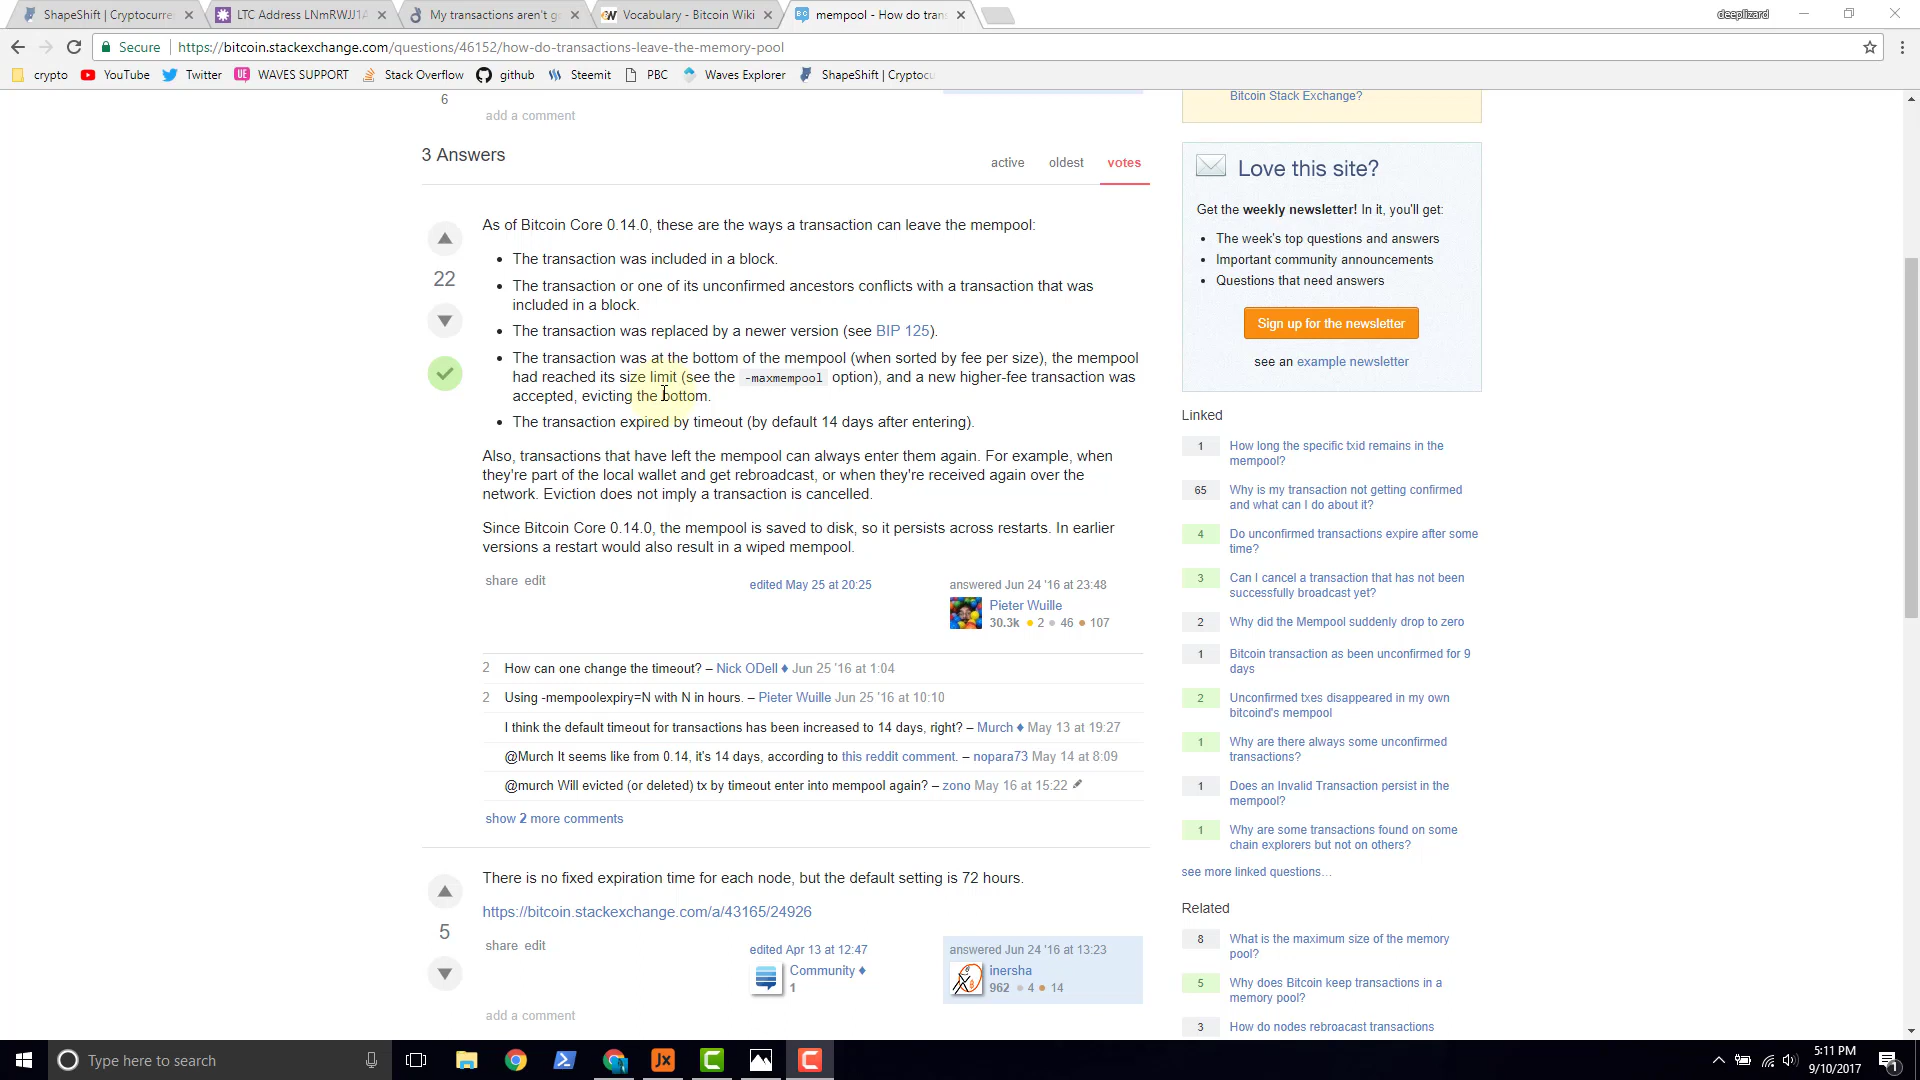 ShapeShift | Cryptocurre
LTC Address LNmRWJJ1A
My transactions aren't g
Vocabulary - Bitcoin Wiki
mempool - How do tran
deeplizard
Secure
https://bitcoin.stackexchange.com/questions/46152/how-do-transactions-leave-the-memory-pool
crypto
YouTube
Twitter
WAVES SUPPORT
Stack Overflow
github
Steemit
PBC
Waves Explorer
ShapeShift | Cryptocu
6
add a comment
3 Answers
active
oldest
votes
22
As of Bitcoin Core 0.14.0, these are the ways a transaction can leave the mempool:
• The transaction was included in a block.
• The transaction or one of its unconfirmed ancestors conflicts with a transaction that was
included in a block.
• The transaction was replaced by a newer version (see BIP 125).
• The transaction was at the bottom of the mempool (when sorted by fee per size), the mempool
had reached its size limit (see the -maxmempool option), and a new higher-fee transaction was
accepted, evicting the bottom.
• The transaction expired by timeout (by default 14 days after entering).
Also, transactions that have left the mempool can always enter them again. For example, when
they're part of the local wallet and get rebroadcast, or when they're received again over the
network. Eviction does not imply a transaction is cancelled.
Since Bitcoin Core 0.14.0, the mempool is saved to disk, so it persists across restarts. In earlier
versions a restart would also result in a wiped mempool.
share edit
edited May 25 at 20:25
answered Jun 24 '16 at 23:48
Pieter Wuille
30.3k 2 46 107
2 How can one change the timeout? – Nick ODell ♦ Jun 25 '16 at 1:04
2 Using -mempoolexpiry=N with N in hours. – Pieter Wuille Jun 25 '16 at 10:10
I think the default timeout for transactions has been increased to 14 days, right? – Murch ♦ May 13 at 19:27
@Murch It seems like from 0.14, it's 14 days, according to this reddit comment. – nopara73 May 14 at 8:09
@murch Will evicted (or deleted) tx by timeout enter into mempool again? – zono May 16 at 15:22
show 2 more comments
5
There is no fixed expiration time for each node, but the default setting is 72 hours.
https://bitcoin.stackexchange.com/a/43165/24926
share edit
edited Apr 13 at 12:47
Community ♦
1
answered Jun 24 '16 at 13:23
inersha
962 4 14
add a comment
Bitcoin Stack Exchange?
Love this site?
Get the weekly newsletter! In it, you'll get:
• The week's top questions and answers
• Important community announcements
• Questions that need answers
Sign up for the newsletter
see an example newsletter
Linked
1 How long the specific txid remains in the
mempool?
65 Why is my transaction not getting confirmed
and what can I do about it?
4 Do unconfirmed transactions expire after some
time?
3 Can I cancel a transaction that has not been
successfully broadcast yet?
2 Why did the Mempool suddenly drop to zero
1 Bitcoin transaction as been unconfirmed for 9
days
2 Unconfirmed txes disappeared in my own
bitcoind's mempool
1 Why are there always some unconfirmed
transactions?
1 Does an Invalid Transaction persist in the
mempool?
1 Why are some transactions found on some
chain explorers but not on others?
see more linked questions…
Related
8 What is the maximum size of the memory
pool?
5 Why does Bitcoin keep transactions in a
memory pool?
3 How do nodes rebroacast transactions
Type here to search
Jx
5:11 PM
9/10/2017
1